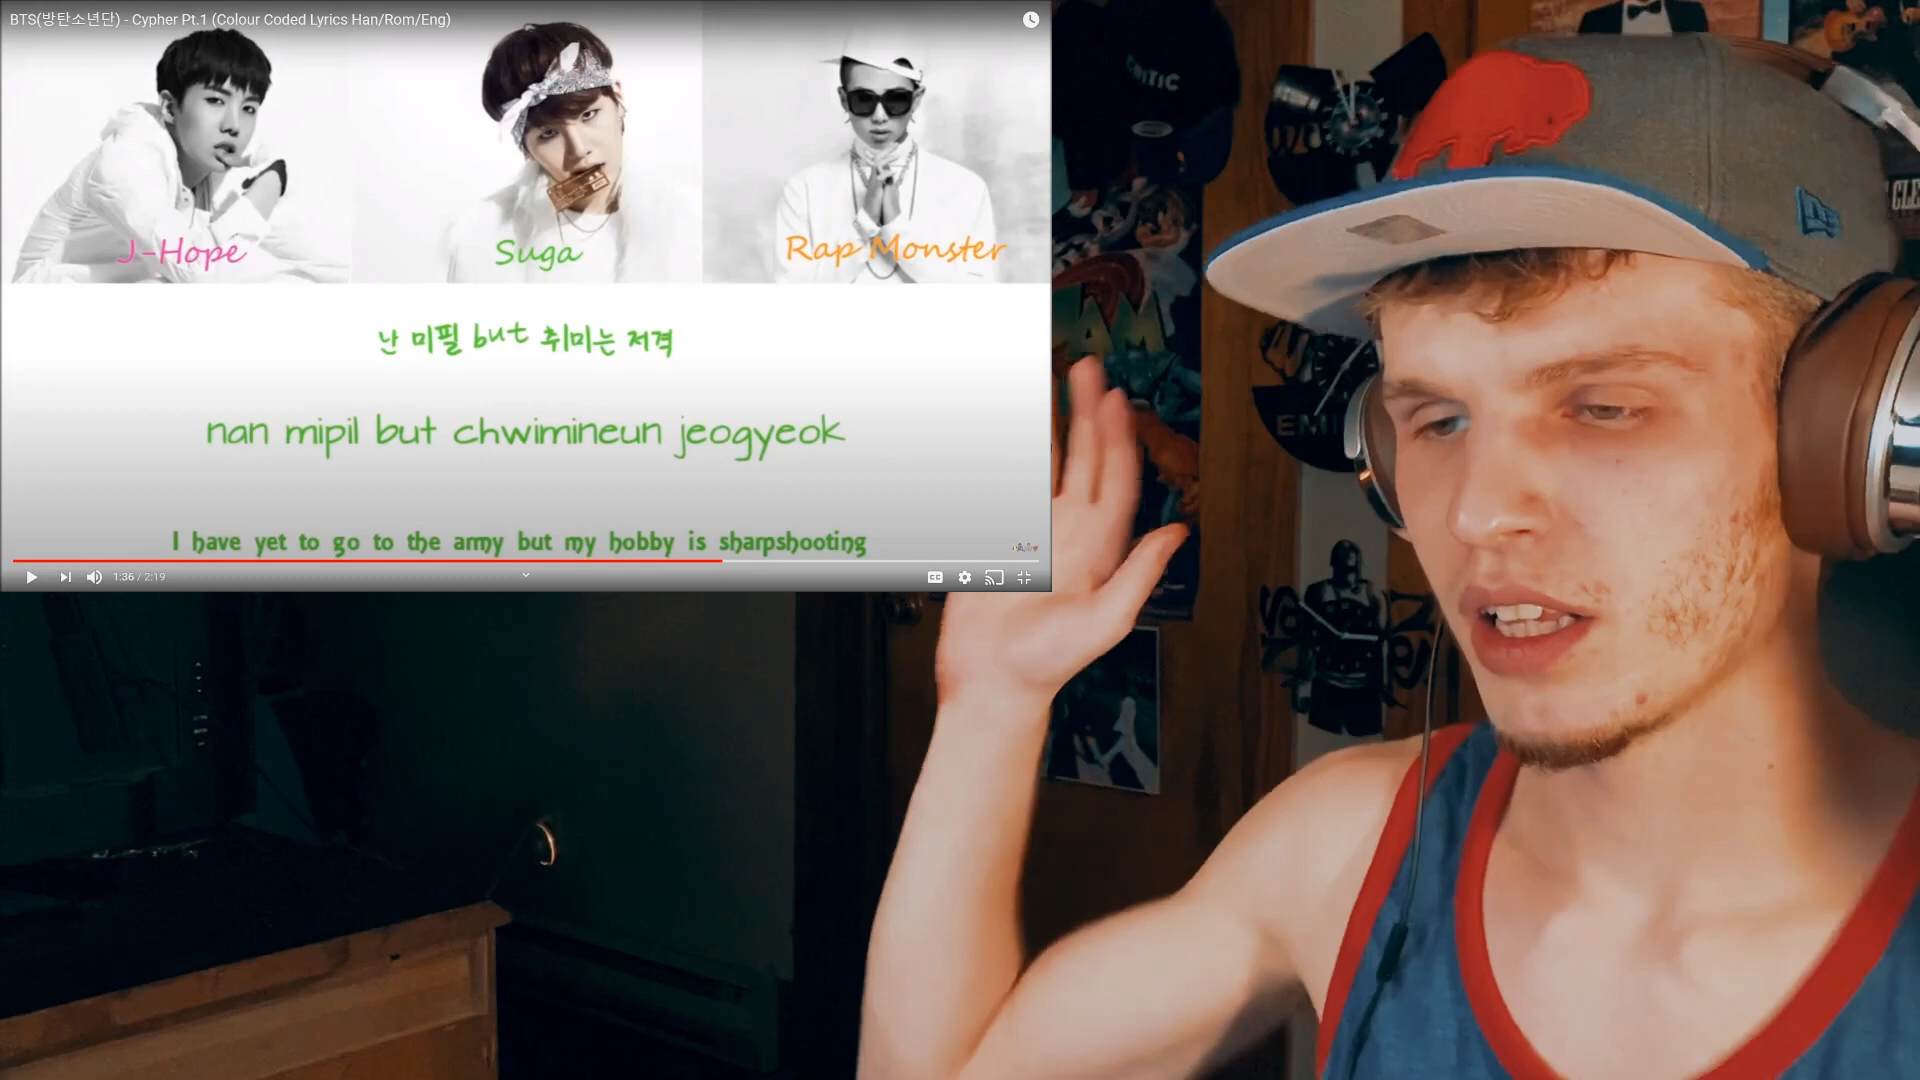 BTS(방탄소년단) - Cypher Pt.1 (Colour Coded Lyrics Han/Rom/Eng)
J-Hope
Suga
Rap Monster
난 미필 but 취미는 저격
nan mipil but chwimineun jeogyeok
I have yet to go to the army but my hobby is sharpshooting
1:36 / 2:19
CC